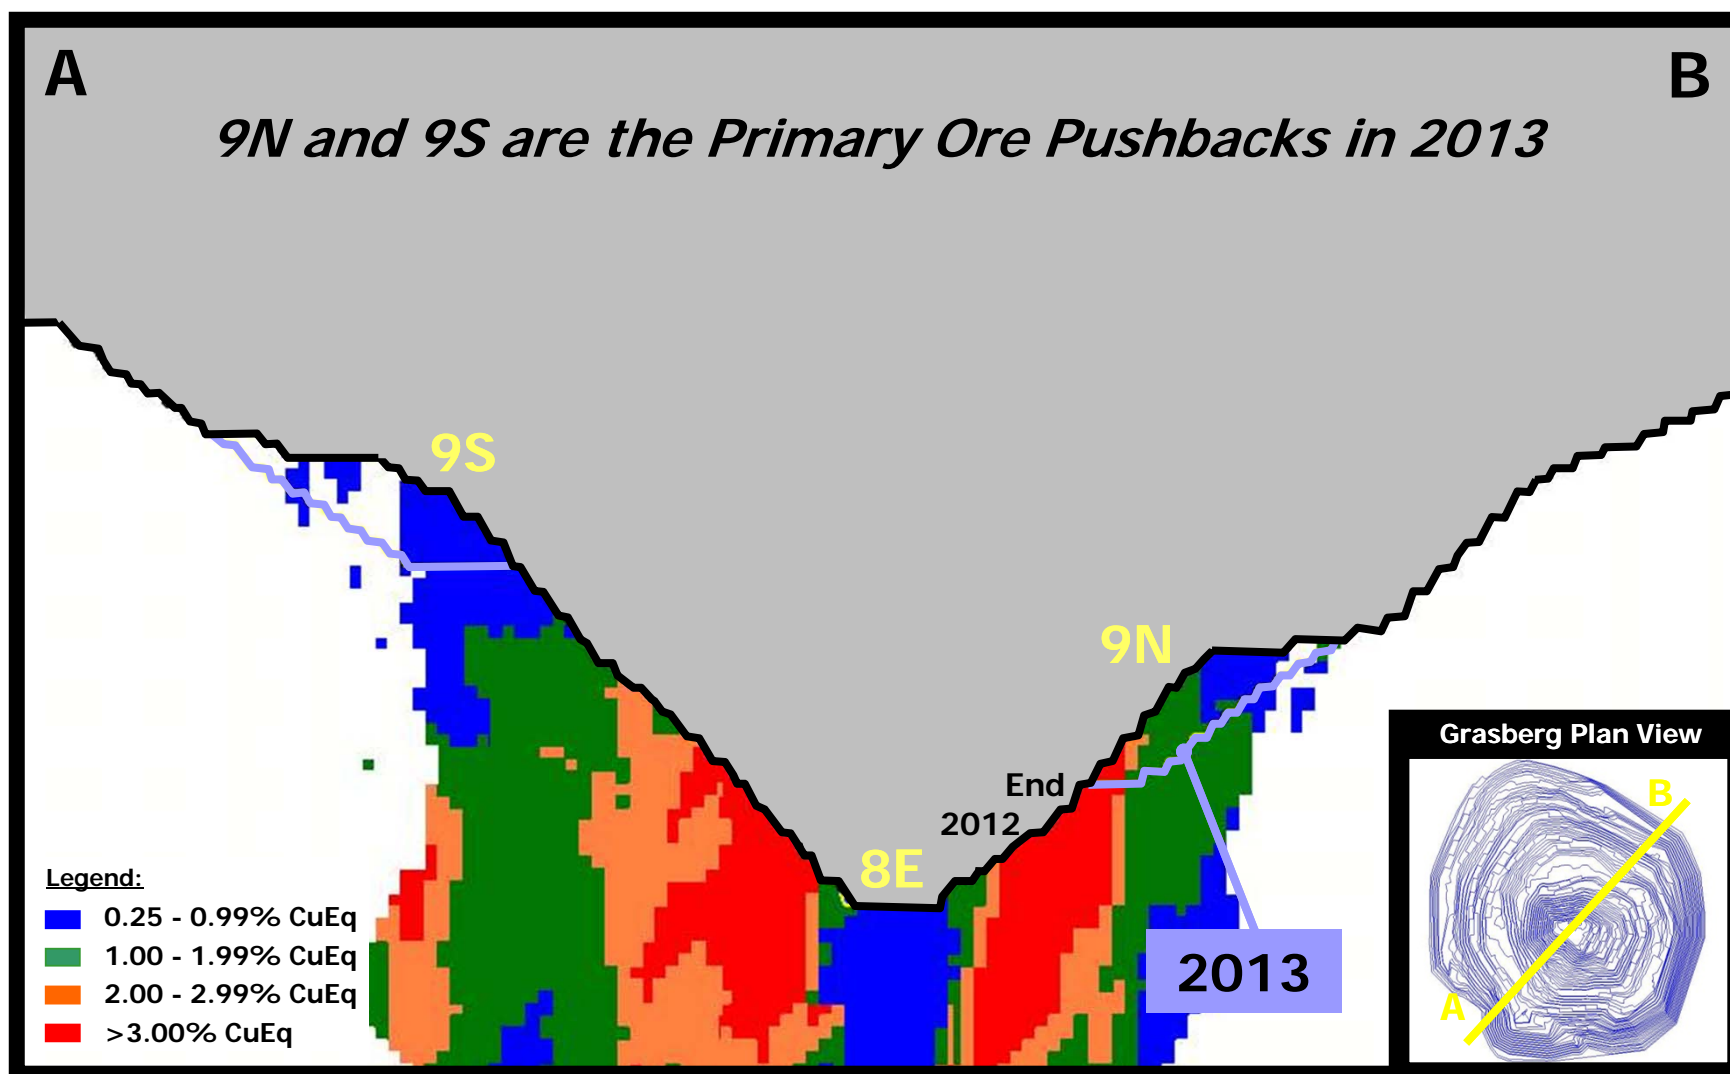 A
B
9N and 9S are the Primary Ore Pushbacks in 2013
9S
9N
End
2012
8E
2013
Legend:
0.25 - 0.99% CuEq
1.00 - 1.99% CuEq
2.00 - 2.99% CuEq
>3.00% CuEq
Grasberg Plan View
B
A